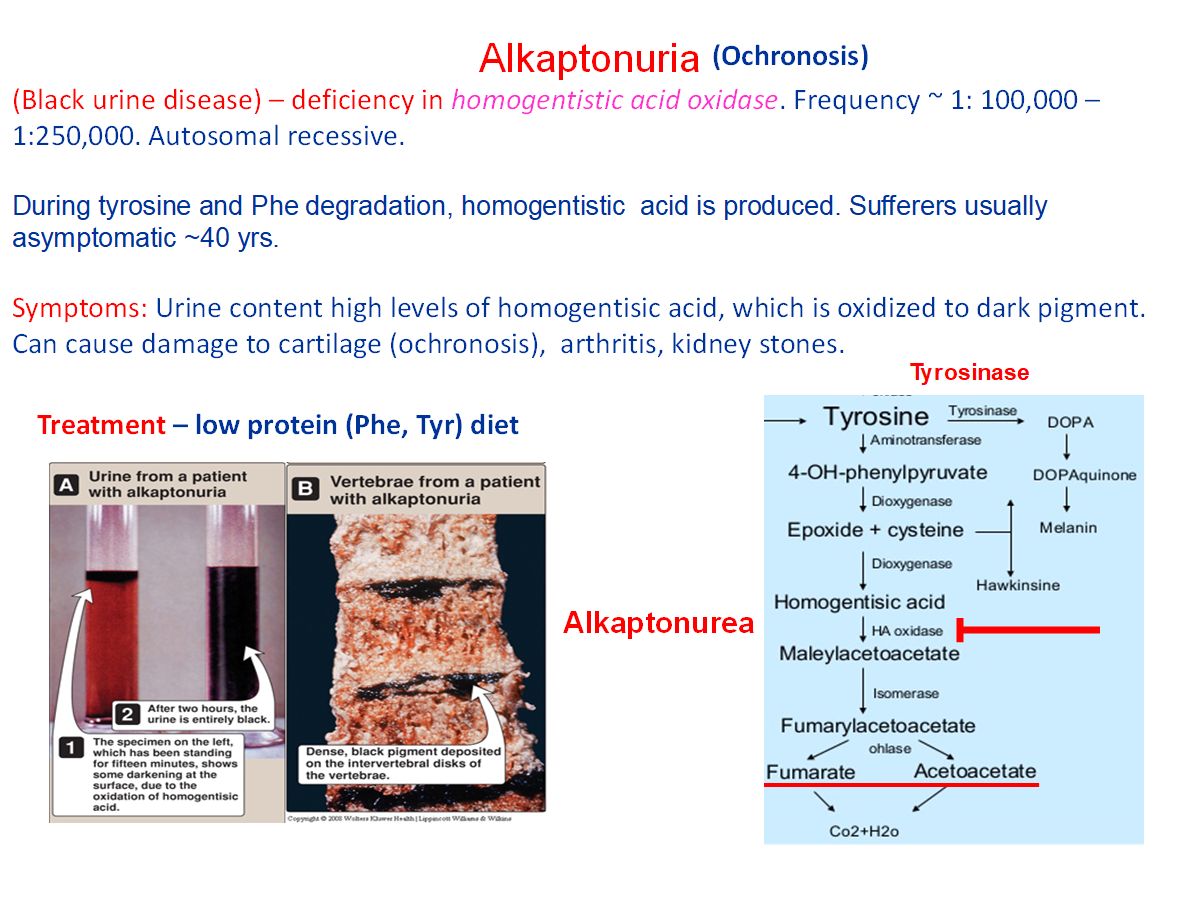 Alkaptonuria (Ochronosis)
(Black urine disease) – deficiency in homogentistic acid oxidase. Frequency ~ 1: 100,000 –
1:250,000. Autosomal recessive.
During tyrosine and Phe degradation, homogentistic acid is produced. Sufferers usually
asymptomatic ~40 yrs.
Symptoms: Urine content high levels of homogentisic acid, which is oxidized to dark pigment.
Can cause damage to cartilage (ochronosis), arthritis, kidney stones.
Treatment – low protein (Phe, Tyr) diet
A Urine from a patient
with alkaptonuria
2 After two hours, the
urine is entirely black.
1 The specimen on the left,
which has been standing
for fifteen minutes, shows
some darkening at the
surface, due to the
oxidation of homogentisic
acid.
B Vertebrae from a patient
with alkaptonuria
Dense, black pigment deposited
on the intervertebral disks of
the vertebrae.
Copyright © 2008 Wolters Kluwer Health | Lippincott Williams & Wilkins
Alkaptonurea
Tyrosinase
Tyrosine Tyrosinase DOPA
Aminotransferase
4-OH-phenylpyruvate DOPAquinone
Dioxygenase
Epoxide + cysteine Melanin
Dioxygenase
Hawkinsine
Homogentisic acid
HA oxidase
Maleylacetoacetate
Isomerase
Fumarylacetoacetate
ohlase
Fumarate Acetoacetate
Co2+H2o